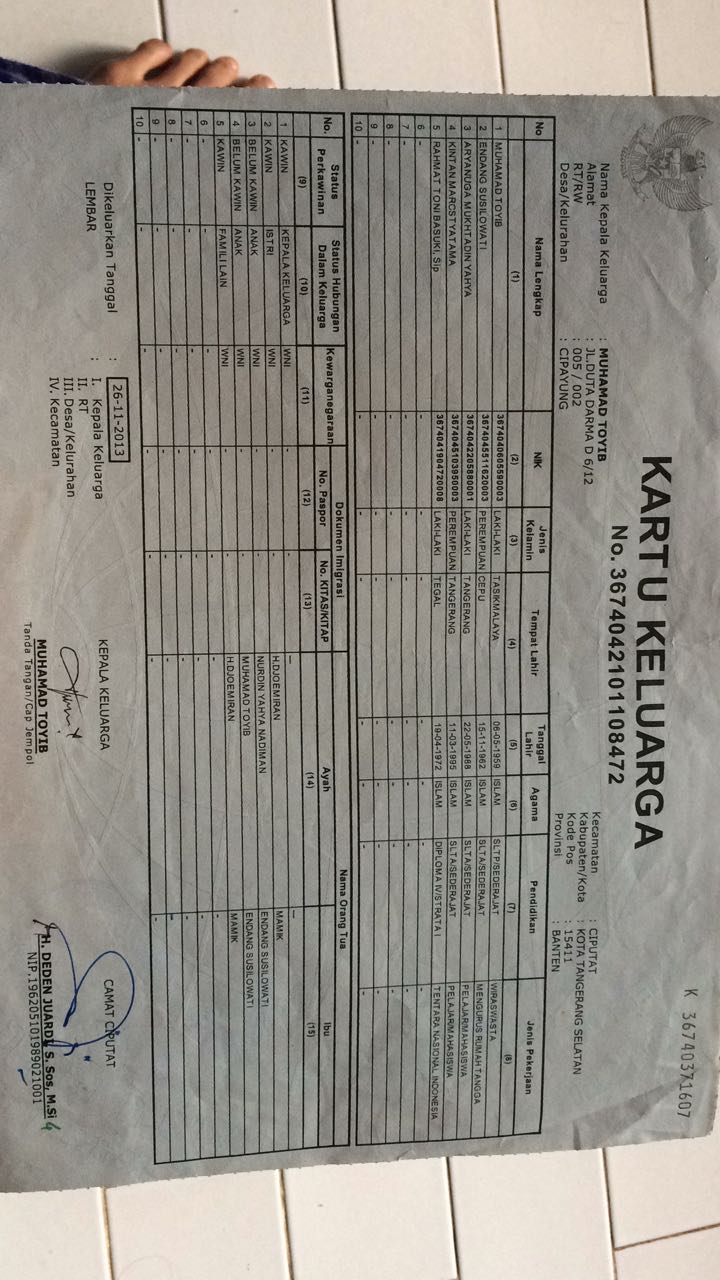 K 36740371607
KARTU KELUARGA
No. 3674042101108472
Nama Kepala Keluarga : MUHAMAD TOYIB
Alamat : JL.DUTA DARMA D 6/12
RT/RW : 005 / 002
Desa/Kelurahan : CIPAYUNG
Kecamatan : CIPUTAT
Kabupaten/Kota : KOTA TANGERANG SELATAN
Kode Pos : 15411
Provinsi : BANTEN
No Nama Lengkap NIK Jenis Kelamin Tempat Lahir Tanggal Lahir Agama Pendidikan Jenis Pekerjaan
(1) (2) (3) (4) (5) (6) (7) (8)
1 MUHAMAD TOYIB 3674040605590003 LAKI-LAKI TASIKMALAYA 06-05-1959 ISLAM SLTP/SEDERAJAT WIRASWASTA
2 ENDANG SUSILOWATI 3674045511620003 PEREMPUAN CEPU 15-11-1962 ISLAM SLTA/SEDERAJAT MENGURUS RUMAH TANGGA
3 ARYANUGA MUKHTADIN YAHYA 3674042205880001 LAKI-LAKI TANGERANG 22-05-1988 ISLAM SLTA/SEDERAJAT PELAJAR/MAHASISWA
4 KINTAN MARCSTYATAMA 3674045103950003 PEREMPUAN TANGERANG 11-03-1995 ISLAM SLTA/SEDERAJAT PELAJAR/MAHASISWA
5 RAHMAT TONI BASUKI Sip 3674041904720008 LAKI-LAKI TEGAL 19-04-1972 ISLAM DIPLOMA IV/STRATA I TENTARA NASIONAL INDONESIA
6 - - - - - - - -
7 - - - - - - - -
8 - - - - - - - -
9 - - - - - - - -
10 - - - - - - - -
No. Status Perkawinan Status Hubungan Dalam Keluarga Kewarganegaraan Dokumen Imigrasi Nama Orang Tua
No. Paspor No. KITAS/KITAP Ayah Ibu
(9) (10) (11) (12) (13) (14) (15)
1 KAWIN KEPALA KELUARGA WNI - - H.DJOEMIRAN MAMIK
2 KAWIN ISTRI WNI - - NURDIN YAHYA NADIMAN ENDANG SUSILOWATI
3 BELUM KAWIN ANAK WNI - - MUHAMAD TOYIB ENDANG SUSILOWATI
4 BELUM KAWIN ANAK WNI - - H.DJOEMIRAN MAMIK
5 KAWIN FAMILI LAIN WNI - -
6 - - - - - - -
7 - - - - - - -
8 - - - - - - -
9 - - - - - - -
10 - - - - - - -
Dikeluarkan Tanggal : 26-11-2013
LEMBAR : I. Kepala Keluarga
II. RT
III. Desa/Kelurahan
IV. Kecamatan
KEPALA KELUARGA
MUHAMAD TOYIB
Tanda Tangan/Cap Jempol
CAMAT CIPUTAT
H. DEDEN JUARDI, S. Sos, M.Si
NIP.196205101989021001